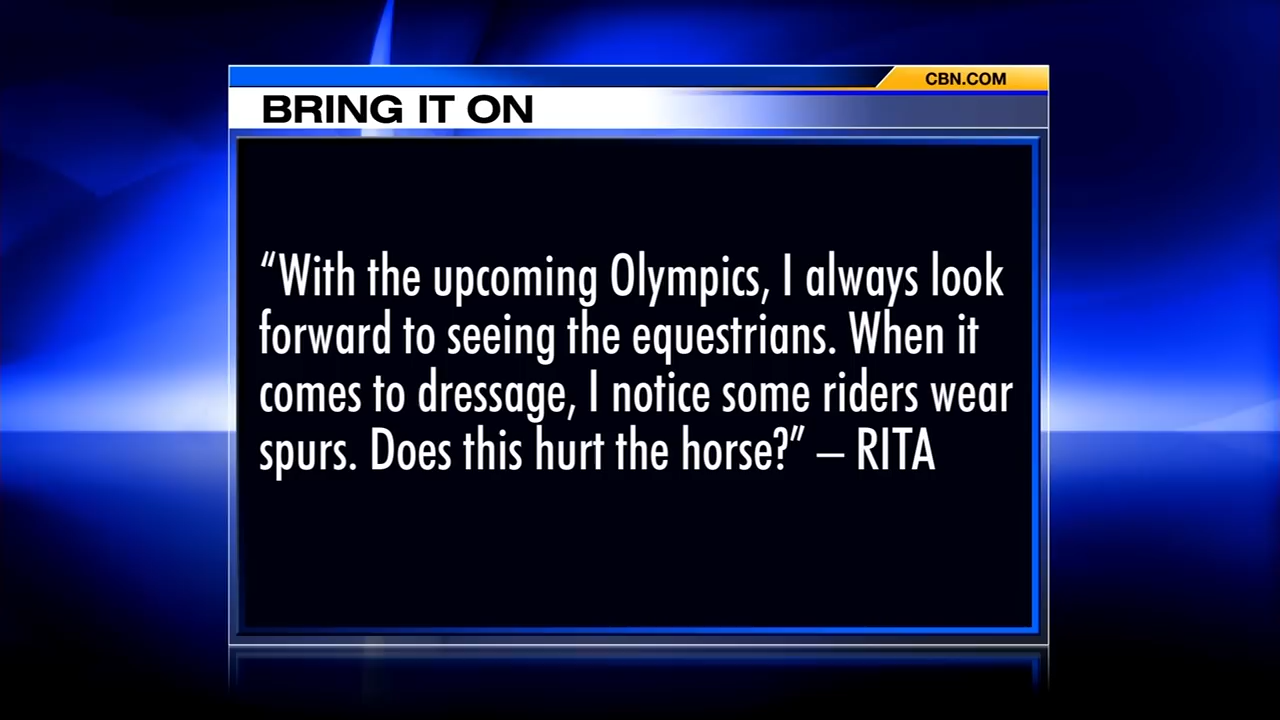 CBN.COM
BRING IT ON
“With the upcoming Olympics, I always look
forward to seeing the equestrians. When it
comes to dressage, I notice some riders wear
spurs. Does this hurt the horse?” – RITA